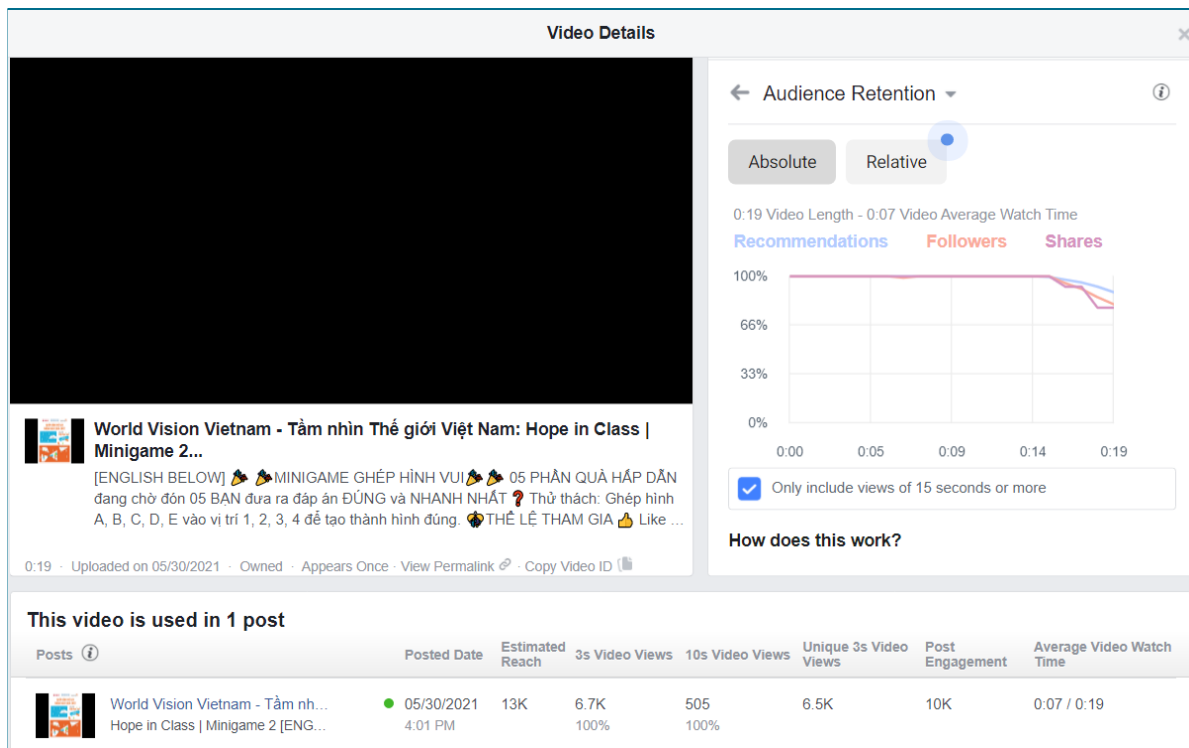 Video Details
Audience Retention
Absolute
Relative
0:19 Video Length - 0:07 Video Average Watch Time
Recommendations Followers Shares
100%
66%
33%
0%
0:00 0:05 0:09 0:14 0:19
Only include views of 15 seconds or more
How does this work?
World Vision Vietnam - Tầm nhìn Thế giới Việt Nam: Hope in Class |
Minigame 2...
[ENGLISH BELOW] 🎉 🎉MINIGAME GHÉP HÌNH VUI🎉 🎉 05 PHẦN QUÀ HẤP DẪN
đang chờ đón 05 BẠN đưa ra đáp án ĐÚNG và NHANH NHẤT ❓ Thử thách: Ghép hình
A, B, C, D, E vào vị trí 1, 2, 3, 4 để tạo thành hình đúng. THỂ LỆ THAM GIA 👍 Like ...
0:19 · Uploaded on 05/30/2021 · Owned · Appears Once · View Permalink · Copy Video ID
This video is used in 1 post
Posts Posted Date Estimated Reach 3s Video Views 10s Video Views Unique 3s Video Views Post Engagement Average Video Watch Time
World Vision Vietnam - Tầm nh... 05/30/2021 13K 6.7K 505 6.5K 10K 0:07 / 0:19
Hope in Class | Minigame 2 [ENG... 4:01 PM 100% 100%